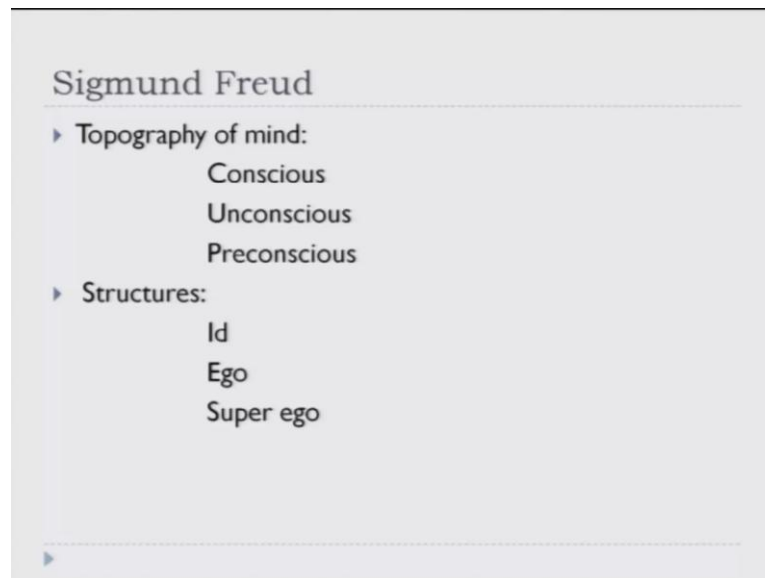 Sigmund Freud
Topography of mind:
Conscious
Unconscious
Preconscious
Structures:
Id
Ego
Super ego